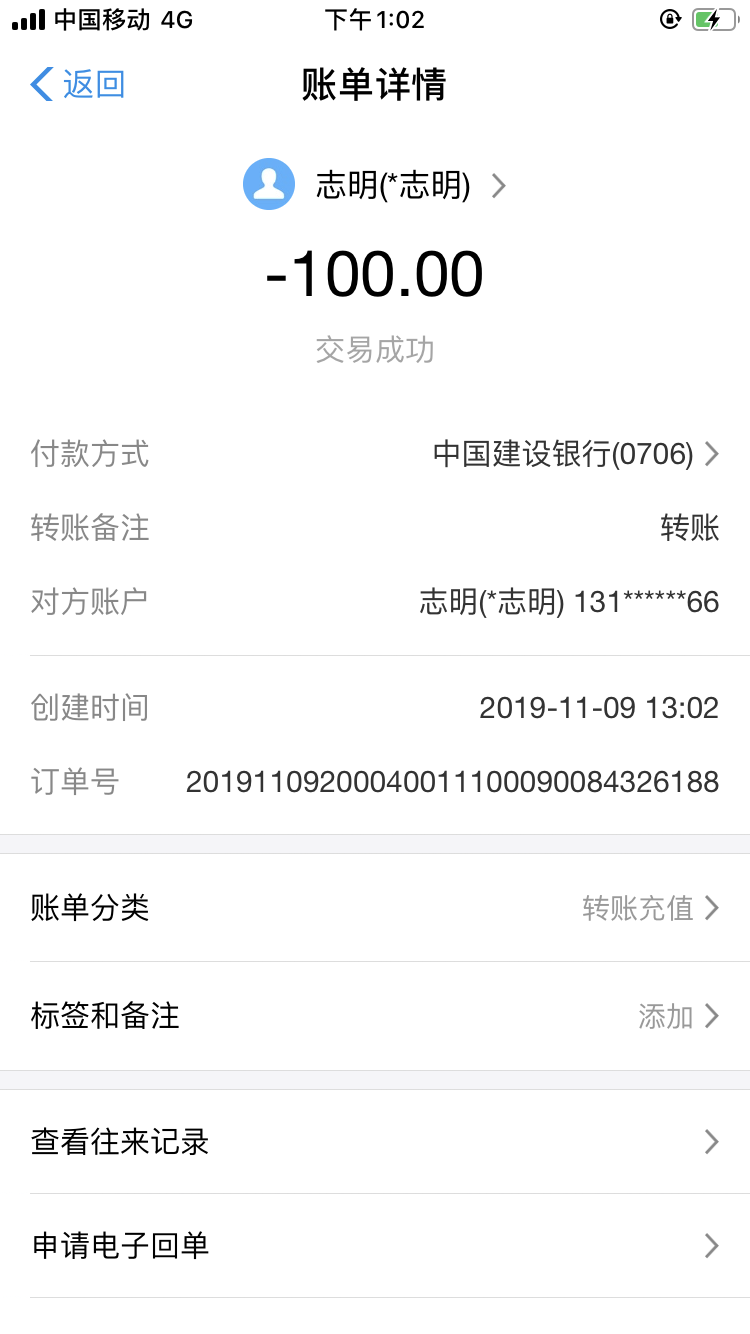 中国移动 4G 下午1:02
返回 账单详情
志明(*志明)
-100.00
交易成功
付款方式 中国建设银行(0706)
转账备注 转账
对方账户 志明(*志明) 131******66
创建时间 2019-11-09 13:02
订单号 20191109200040011100090084326188
账单分类 转账充值
标签和备注 添加
查看往来记录
申请电子回单